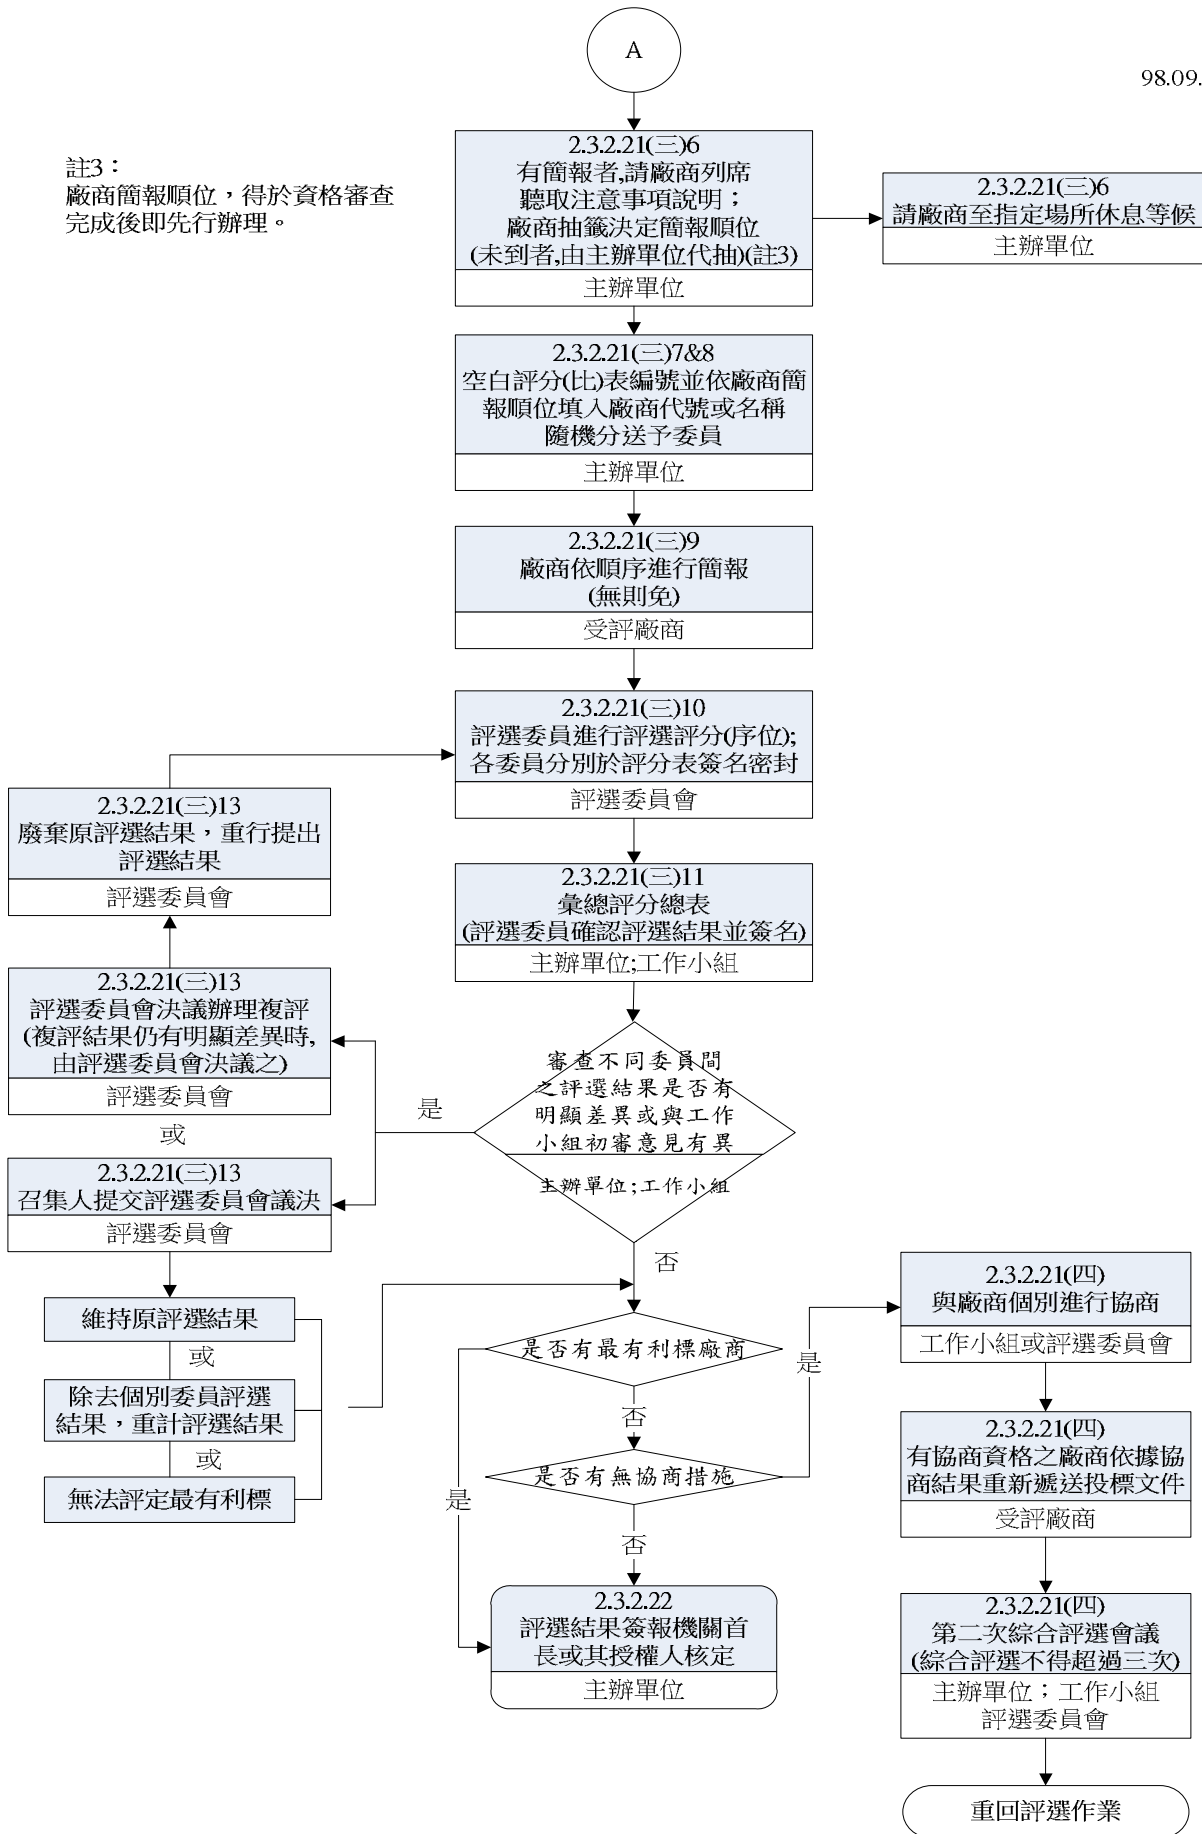 A
98.09.
註3：
廠商簡報順位，得於資格審查
完成後即先行辦理。
2.3.2.21(三)6
有簡報者,請廠商列席
聽取注意事項說明；
廠商抽籤決定簡報順位
(未到者,由主辦單位代抽)(註3)
主辦單位
2.3.2.21(三)6
請廠商至指定場所休息等候
主辦單位
2.3.2.21(三)7&8
空白評分(比)表編號並依廠商簡
報順位填入廠商代號或名稱
隨機分送予委員
主辦單位
2.3.2.21(三)9
廠商依順序進行簡報
(無則免)
受評廠商
2.3.2.21(三)10
評選委員進行評選評分(序位);
各委員分別於評分表簽名密封
評選委員會
2.3.2.21(三)13
廢棄原評選結果，重行提出
評選結果
評選委員會
2.3.2.21(三)11
彙總評分總表
(評選委員確認評選結果並簽名)
主辦單位;工作小組
2.3.2.21(三)13
評選委員會決議辦理複評
(複評結果仍有明顯差異時,
由評選委員會決議之)
評選委員會
或
是
審查不同委員間
之評選結果是否有
明顯差異或與工作
小組初審意見有異
主辦單位;工作小組
2.3.2.21(三)13
召集人提交評選委員會議決
評選委員會
否
維持原評選結果
或
除去個別委員評選
結果，重計評選結果
或
無法評定最有利標
是否有最有利標廠商
是
否
是否有無協商措施
是
否
2.3.2.22
評選結果簽報機關首
長或其授權人核定
主辦單位
2.3.2.21(四)
與廠商個別進行協商
工作小組或評選委員會
2.3.2.21(四)
有協商資格之廠商依據協
商結果重新遞送投標文件
受評廠商
2.3.2.21(四)
第二次綜合評選會議
(綜合評選不得超過三次)
主辦單位；工作小組
評選委員會
重回評選作業